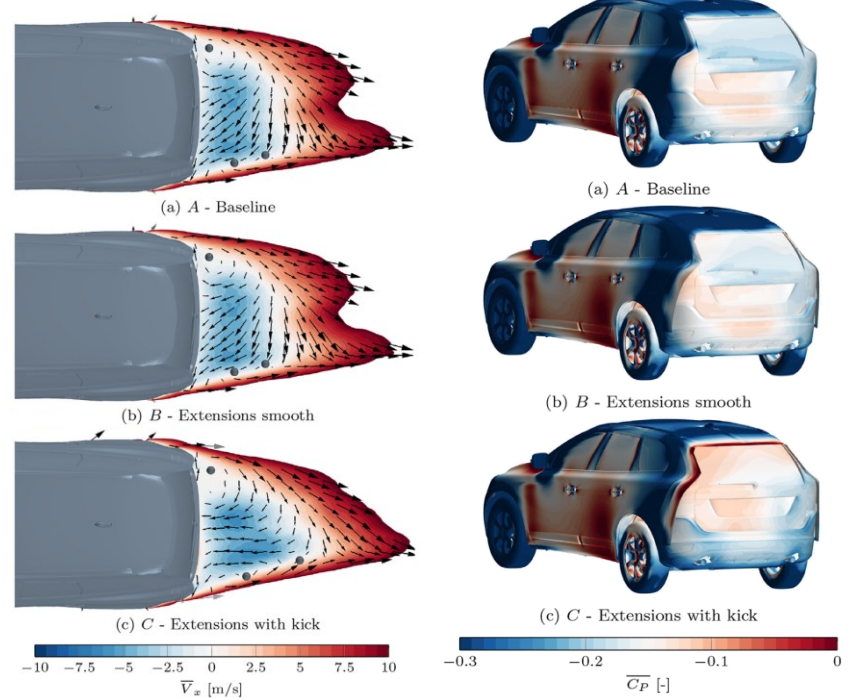 (a) A - Baseline
(a) A - Baseline
(b) B - Extensions smooth
(b) B - Extensions smooth
(c) C - Extensions with kick
(c) C - Extensions with kick
−10 −7.5 −5 −2.5 0 2.5 5 7.5 10
V̅ₓ [m/s]
−0.3 −0.2 −0.1 0
C̅_P̅ [-]